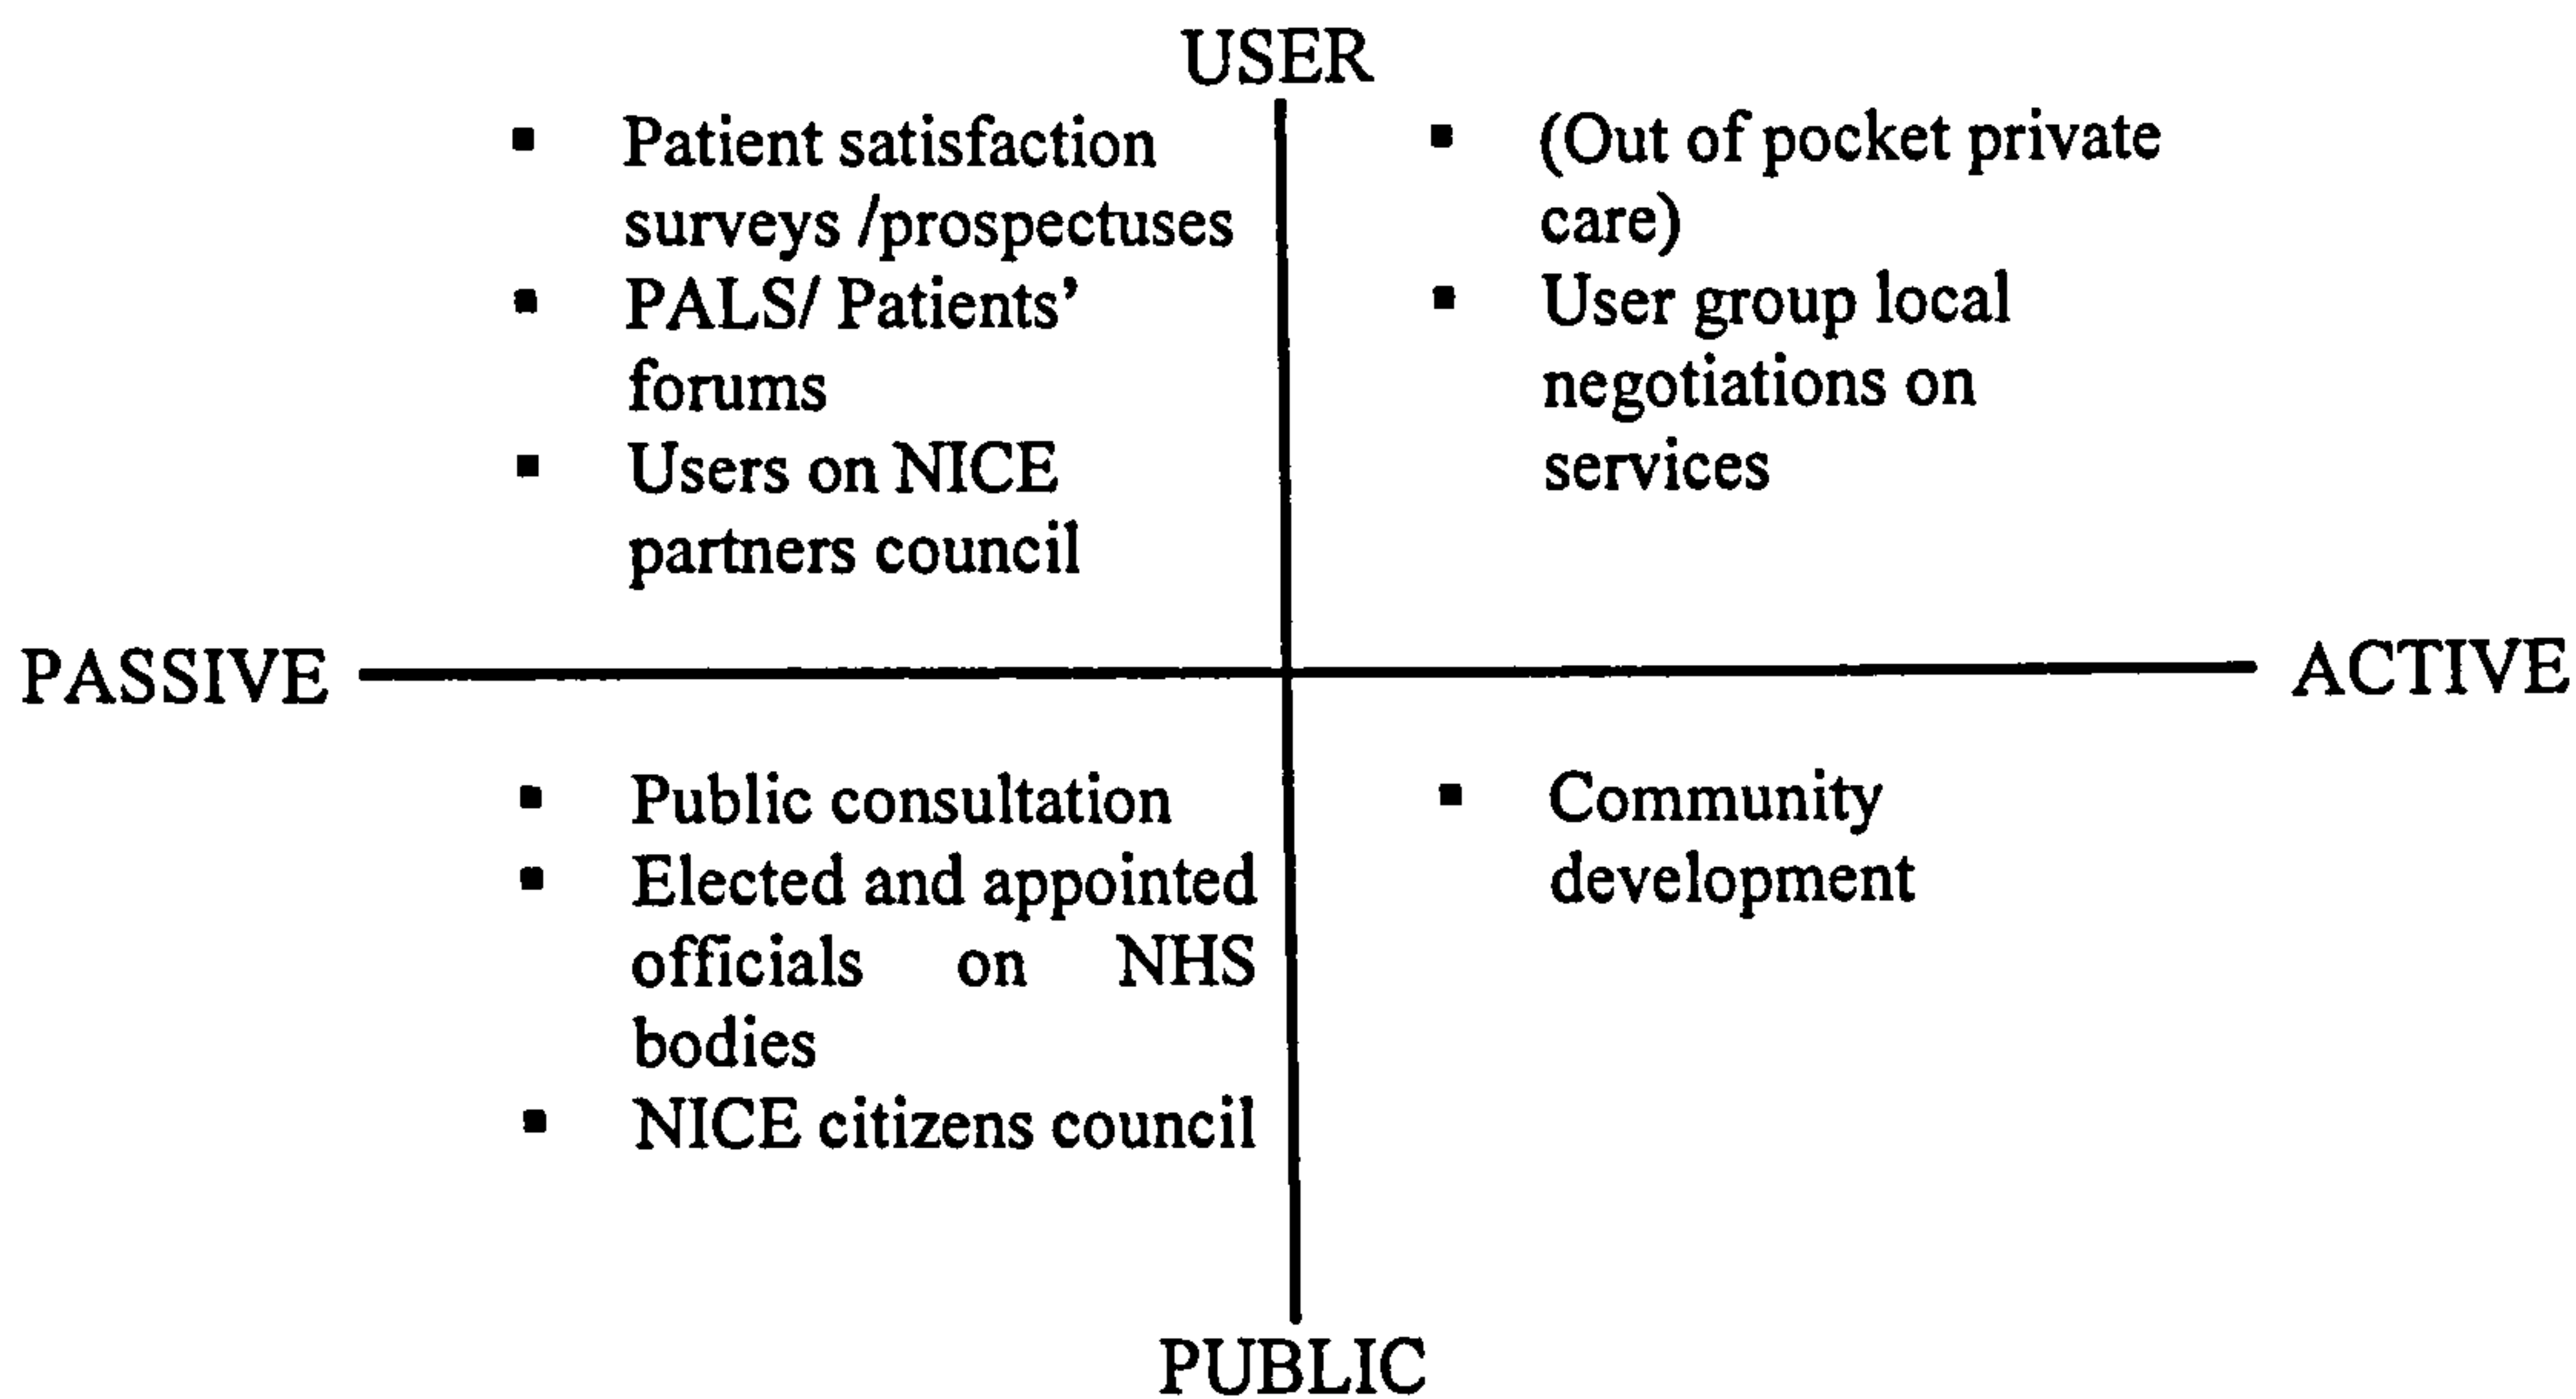 USER
▪ Patient satisfaction
surveys /prospectuses
▪ PALS/ Patients’
forums
▪ Users on NICE
partners council
▪ (Out of pocket private
care)
▪ User group local
negotiations on
services
PASSIVE
ACTIVE
▪ Public consultation
▪ Elected and appointed
officials on NHS
bodies
▪ NICE citizens council
▪ Community
development
PUBLIC